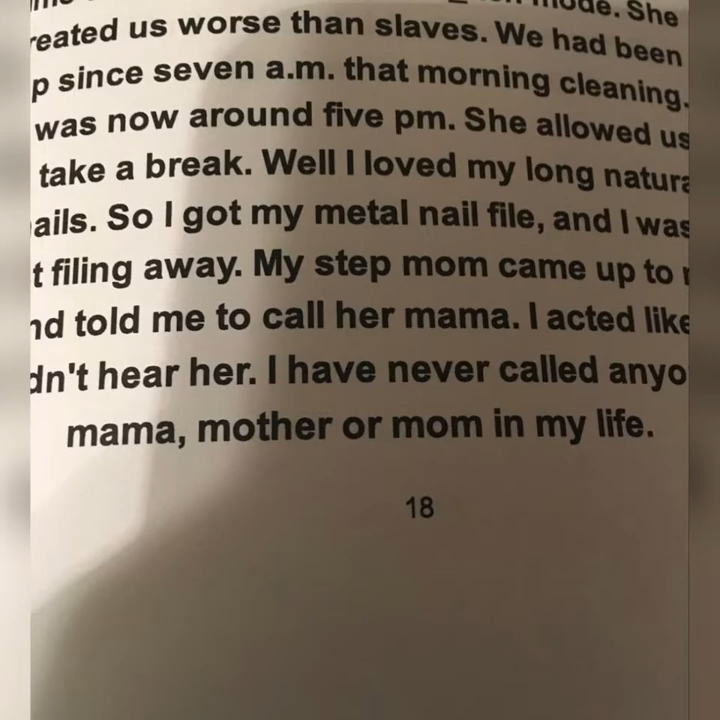 mode. She
reated us worse than slaves. We had been
p since seven a.m. that morning cleaning.
was now around five pm. She allowed us
take a break. Well I loved my long natura
ails. So I got my metal nail file, and I was
t filing away. My step mom came up to
nd told me to call her mama. I acted like
dn't hear her. I have never called anyo
mama, mother or mom in my life.
18